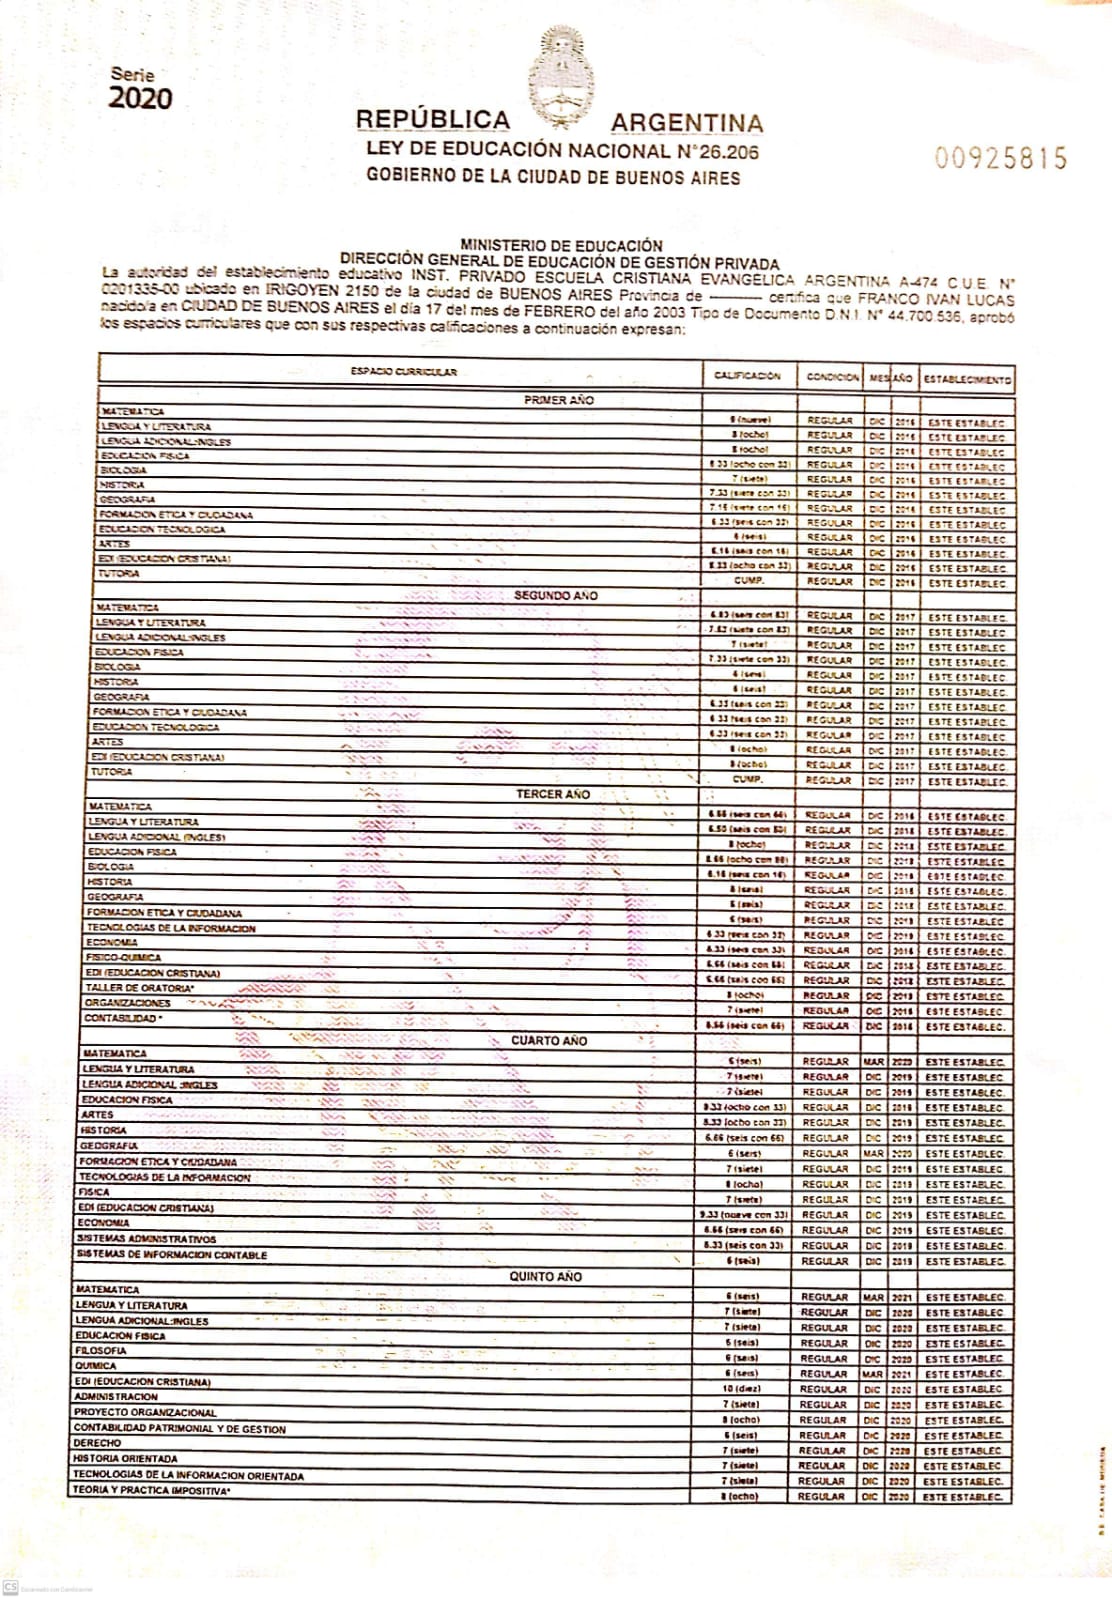 Serie
2020
REPÚBLICA ARGENTINA
LEY DE EDUCACIÓN NACIONAL N°26.206
GOBIERNO DE LA CIUDAD DE BUENOS AIRES
00925815
MINISTERIO DE EDUCACIÓN
DIRECCIÓN GENERAL DE EDUCACIÓN DE GESTIÓN PRIVADA
La autoridad del establecimiento educativo INST. PRIVADO ESCUELA CRISTIANA EVANGELICA ARGENTINA A-474 C.U.E. N°
0201335-00 ubicado en IRIGOYEN 2150 de la ciudad de BUENOS AIRES Provincia de ---------- certifica que FRANCO IVAN LUCAS
nacido/a en CIUDAD DE BUENOS AIRES el día 17 del mes de FEBRERO del año 2003 Tipo de Documento D.N.I. N° 44.700.536, aprobó
los espacios curriculares que con sus respectivas calificaciones a continuación expresan:
ESPACIO CURRICULAR CALIFICACIÓN CONDICION MES AÑO ESTABLECIMIENTO
PRIMER AÑO
MATEMATICA 9 (nueve) REGULAR DIC 2016 ESTE ESTABLEC.
LENGUA Y LITERATURA 8 (ocho) REGULAR DIC 2016 ESTE ESTABLEC.
LENGUA ADICIONAL:INGLES 8 (ocho) REGULAR DIC 2016 ESTE ESTABLEC.
EDUCACION FISICA 8.33 (ocho con 33) REGULAR DIC 2016 ESTE ESTABLEC.
BIOLOGIA 7 (siete) REGULAR DIC 2016 ESTE ESTABLEC.
HISTORIA 7.33 (siete con 33) REGULAR DIC 2016 ESTE ESTABLEC.
GEOGRAFIA 7.16 (siete con 16) REGULAR DIC 2016 ESTE ESTABLEC.
FORMACION ETICA Y CIUDADANA 6.33 (seis con 33) REGULAR DIC 2016 ESTE ESTABLEC.
EDUCACION TECNOLOGICA 6 (seis) REGULAR DIC 2016 ESTE ESTABLEC.
ARTES 6.16 (seis con 16) REGULAR DIC 2016 ESTE ESTABLEC.
EDI (EDUCACION CRISTIANA) 8.33 (ocho con 33) REGULAR DIC 2016 ESTE ESTABLEC.
TUTORIA CUMP. REGULAR DIC 2016 ESTE ESTABLEC.
SEGUNDO AÑO
MATEMATICA 6.83 (seis con 83) REGULAR DIC 2017 ESTE ESTABLEC.
LENGUA Y LITERATURA 7.83 (siete con 83) REGULAR DIC 2017 ESTE ESTABLEC.
LENGUA ADICIONAL:INGLES 7 (siete) REGULAR DIC 2017 ESTE ESTABLEC.
EDUCACION FISICA 7.33 (siete con 33) REGULAR DIC 2017 ESTE ESTABLEC.
BIOLOGIA 6 (seis) REGULAR DIC 2017 ESTE ESTABLEC.
HISTORIA 6 (seis) REGULAR DIC 2017 ESTE ESTABLEC.
GEOGRAFIA 6.33 (seis con 33) REGULAR DIC 2017 ESTE ESTABLEC.
FORMACION ETICA Y CIUDADANA 6.33 (seis con 33) REGULAR DIC 2017 ESTE ESTABLEC.
EDUCACION TECNOLOGICA 6.33 (seis con 33) REGULAR DIC 2017 ESTE ESTABLEC.
ARTES 8 (ocho) REGULAR DIC 2017 ESTE ESTABLEC.
EDI (EDUCACION CRISTIANA) 8 (ocho) REGULAR DIC 2017 ESTE ESTABLEC.
TUTORIA CUMP. REGULAR DIC 2017 ESTE ESTABLEC.
TERCER AÑO
MATEMATICA 6.66 (seis con 66) REGULAR DIC 2018 ESTE ESTABLEC.
LENGUA Y LITERATURA 6.50 (seis con 50) REGULAR DIC 2018 ESTE ESTABLEC.
LENGUA ADICIONAL (INGLES) 8 (ocho) REGULAR DIC 2018 ESTE ESTABLEC.
EDUCACION FISICA 8.66 (ocho con 66) REGULAR DIC 2018 ESTE ESTABLEC.
BIOLOGIA 6.16 (seis con 16) REGULAR DIC 2018 ESTE ESTABLEC.
HISTORIA 6 (seis) REGULAR DIC 2018 ESTE ESTABLEC.
GEOGRAFIA 6 (seis) REGULAR DIC 2018 ESTE ESTABLEC.
FORMACION ETICA Y CIUDADANA 6 (seis) REGULAR DIC 2018 ESTE ESTABLEC.
TECNOLOGIAS DE LA INFORMACION 6.33 (seis con 33) REGULAR DIC 2018 ESTE ESTABLEC.
ECONOMIA 6.33 (seis con 33) REGULAR DIC 2018 ESTE ESTABLEC.
FISICO-QUIMICA 6.66 (seis con 66) REGULAR DIC 2018 ESTE ESTABLEC.
EDI (EDUCACION CRISTIANA) 6.66 (seis con 66) REGULAR DIC 2018 ESTE ESTABLEC.
TALLER DE ORATORIA* 8 (ocho) REGULAR DIC 2018 ESTE ESTABLEC.
ORGANIZACIONES 7 (siete) REGULAR DIC 2018 ESTE ESTABLEC.
CONTABILIDAD * 6.66 (seis con 66) REGULAR DIC 2018 ESTE ESTABLEC.
CUARTO AÑO
MATEMATICA 6 (seis) REGULAR MAR 2020 ESTE ESTABLEC.
LENGUA Y LITERATURA 7 (siete) REGULAR DIC 2019 ESTE ESTABLEC.
LENGUA ADICIONAL :INGLES 7 (siete) REGULAR DIC 2019 ESTE ESTABLEC.
EDUCACION FISICA (ocho con 33) REGULAR DIC 2019 ESTE ESTABLEC.
ARTES 8.33 (ocho con 33) REGULAR DIC 2019 ESTE ESTABLEC.
HISTORIA 6.66 (seis con 66) REGULAR DIC 2019 ESTE ESTABLEC.
GEOGRAFIA 6 (seis) REGULAR MAR 2020 ESTE ESTABLEC.
FORMACION ETICA Y CIUDADANA 7 (siete) REGULAR DIC 2019 ESTE ESTABLEC.
TECNOLOGIAS DE LA INFORMACION 8 (ocho) REGULAR DIC 2019 ESTE ESTABLEC.
FISICA 7 (siete) REGULAR DIC 2019 ESTE ESTABLEC.
EDI (EDUCACION CRISTIANA) 9.33 (nueve con 33) REGULAR DIC 2019 ESTE ESTABLEC.
ECONOMIA 6.66 (seis con 66) REGULAR DIC 2019 ESTE ESTABLEC.
SISTEMAS ADMINISTRATIVOS 6.33 (seis con 33) REGULAR DIC 2019 ESTE ESTABLEC.
SISTEMAS DE INFORMACION CONTABLE 6 (seis) REGULAR DIC 2019 ESTE ESTABLEC.
QUINTO AÑO
MATEMATICA 6 (seis) REGULAR MAR 2021 ESTE ESTABLEC.
LENGUA Y LITERATURA 7 (siete) REGULAR DIC 2020 ESTE ESTABLEC.
LENGUA ADICIONAL:INGLES 7 (siete) REGULAR DIC 2020 ESTE ESTABLEC.
EDUCACION FISICA 6 (seis) REGULAR DIC 2020 ESTE ESTABLEC.
FILOSOFIA 6 (seis) REGULAR DIC 2020 ESTE ESTABLEC.
QUIMICA 6 (seis) REGULAR MAR 2021 ESTE ESTABLEC.
EDI (EDUCACION CRISTIANA) 10 (diez) REGULAR DIC 2020 ESTE ESTABLEC.
ADMINISTRACION 7 (siete) REGULAR DIC 2020 ESTE ESTABLEC.
PROYECTO ORGANIZACIONAL 8 (ocho) REGULAR DIC 2020 ESTE ESTABLEC.
CONTABILIDAD PATRIMONIAL Y DE GESTION 6 (seis) REGULAR DIC 2020 ESTE ESTABLEC.
DERECHO 7 (siete) REGULAR DIC 2020 ESTE ESTABLEC.
HISTORIA ORIENTADA 7 (siete) REGULAR DIC 2020 ESTE ESTABLEC.
TECNOLOGIAS DE LA INFORMACION ORIENTADA 7 (siete) REGULAR DIC 2020 ESTE ESTABLEC.
TEORIA Y PRACTICA IMPOSITIVA* 8 (ocho) REGULAR DIC 2020 ESTE ESTABLEC.
CASA DE MONEDA
CS Escaneado con CamScanner